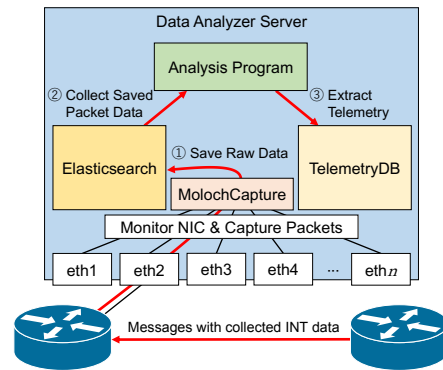 Data Analyzer Server
Analysis Program
② Collect Saved
Packet Data
③ Extract
Telemetry
Elasticsearch
① Save Raw Data
MolochCapture
TelemetryDB
Monitor NIC & Capture Packets
eth1
eth2
eth3
eth4
...
ethn
Messages with collected INT data